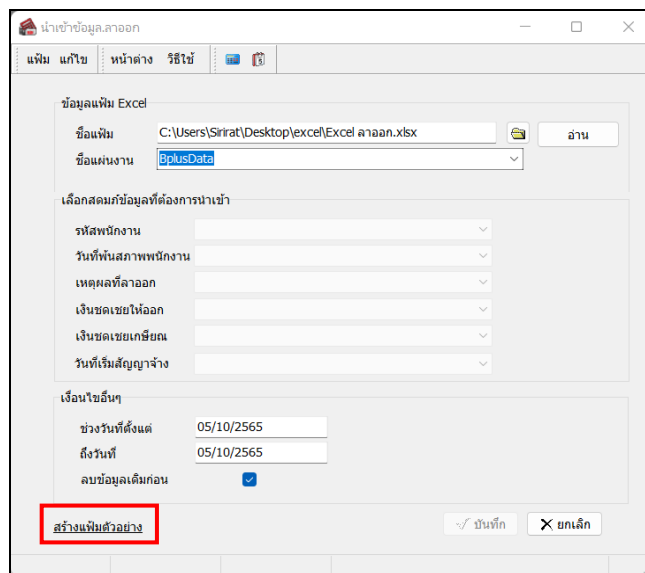 นำเข้าข้อมูล.ลาออก
แฟ้ม แก้ไข หน้าต่าง วิธีใช้
ข้อมูลแฟ้ม Excel
ชื่อแฟ้ม C:\Users\Sirirat\Desktop\excel\Excel ลาออก.xlsx อ่าน
ชื่อแผ่นงาน BplusData
เลือกสดมภ์ข้อมูลที่ต้องการนำเข้า
รหัสพนักงาน
วันที่พ้นสภาพพนักงาน
เหตุผลที่ลาออก
เงินชดเชยให้ออก
เงินชดเชยเกษียณ
วันที่เริ่มสัญญาจ้าง
เงื่อนไขอื่นๆ
ช่วงวันที่ตั้งแต่ 05/10/2565
ถึงวันที่ 05/10/2565
ลบข้อมูลเดิมก่อน
สร้างแฟ้มตัวอย่าง บันทึก ยกเลิก